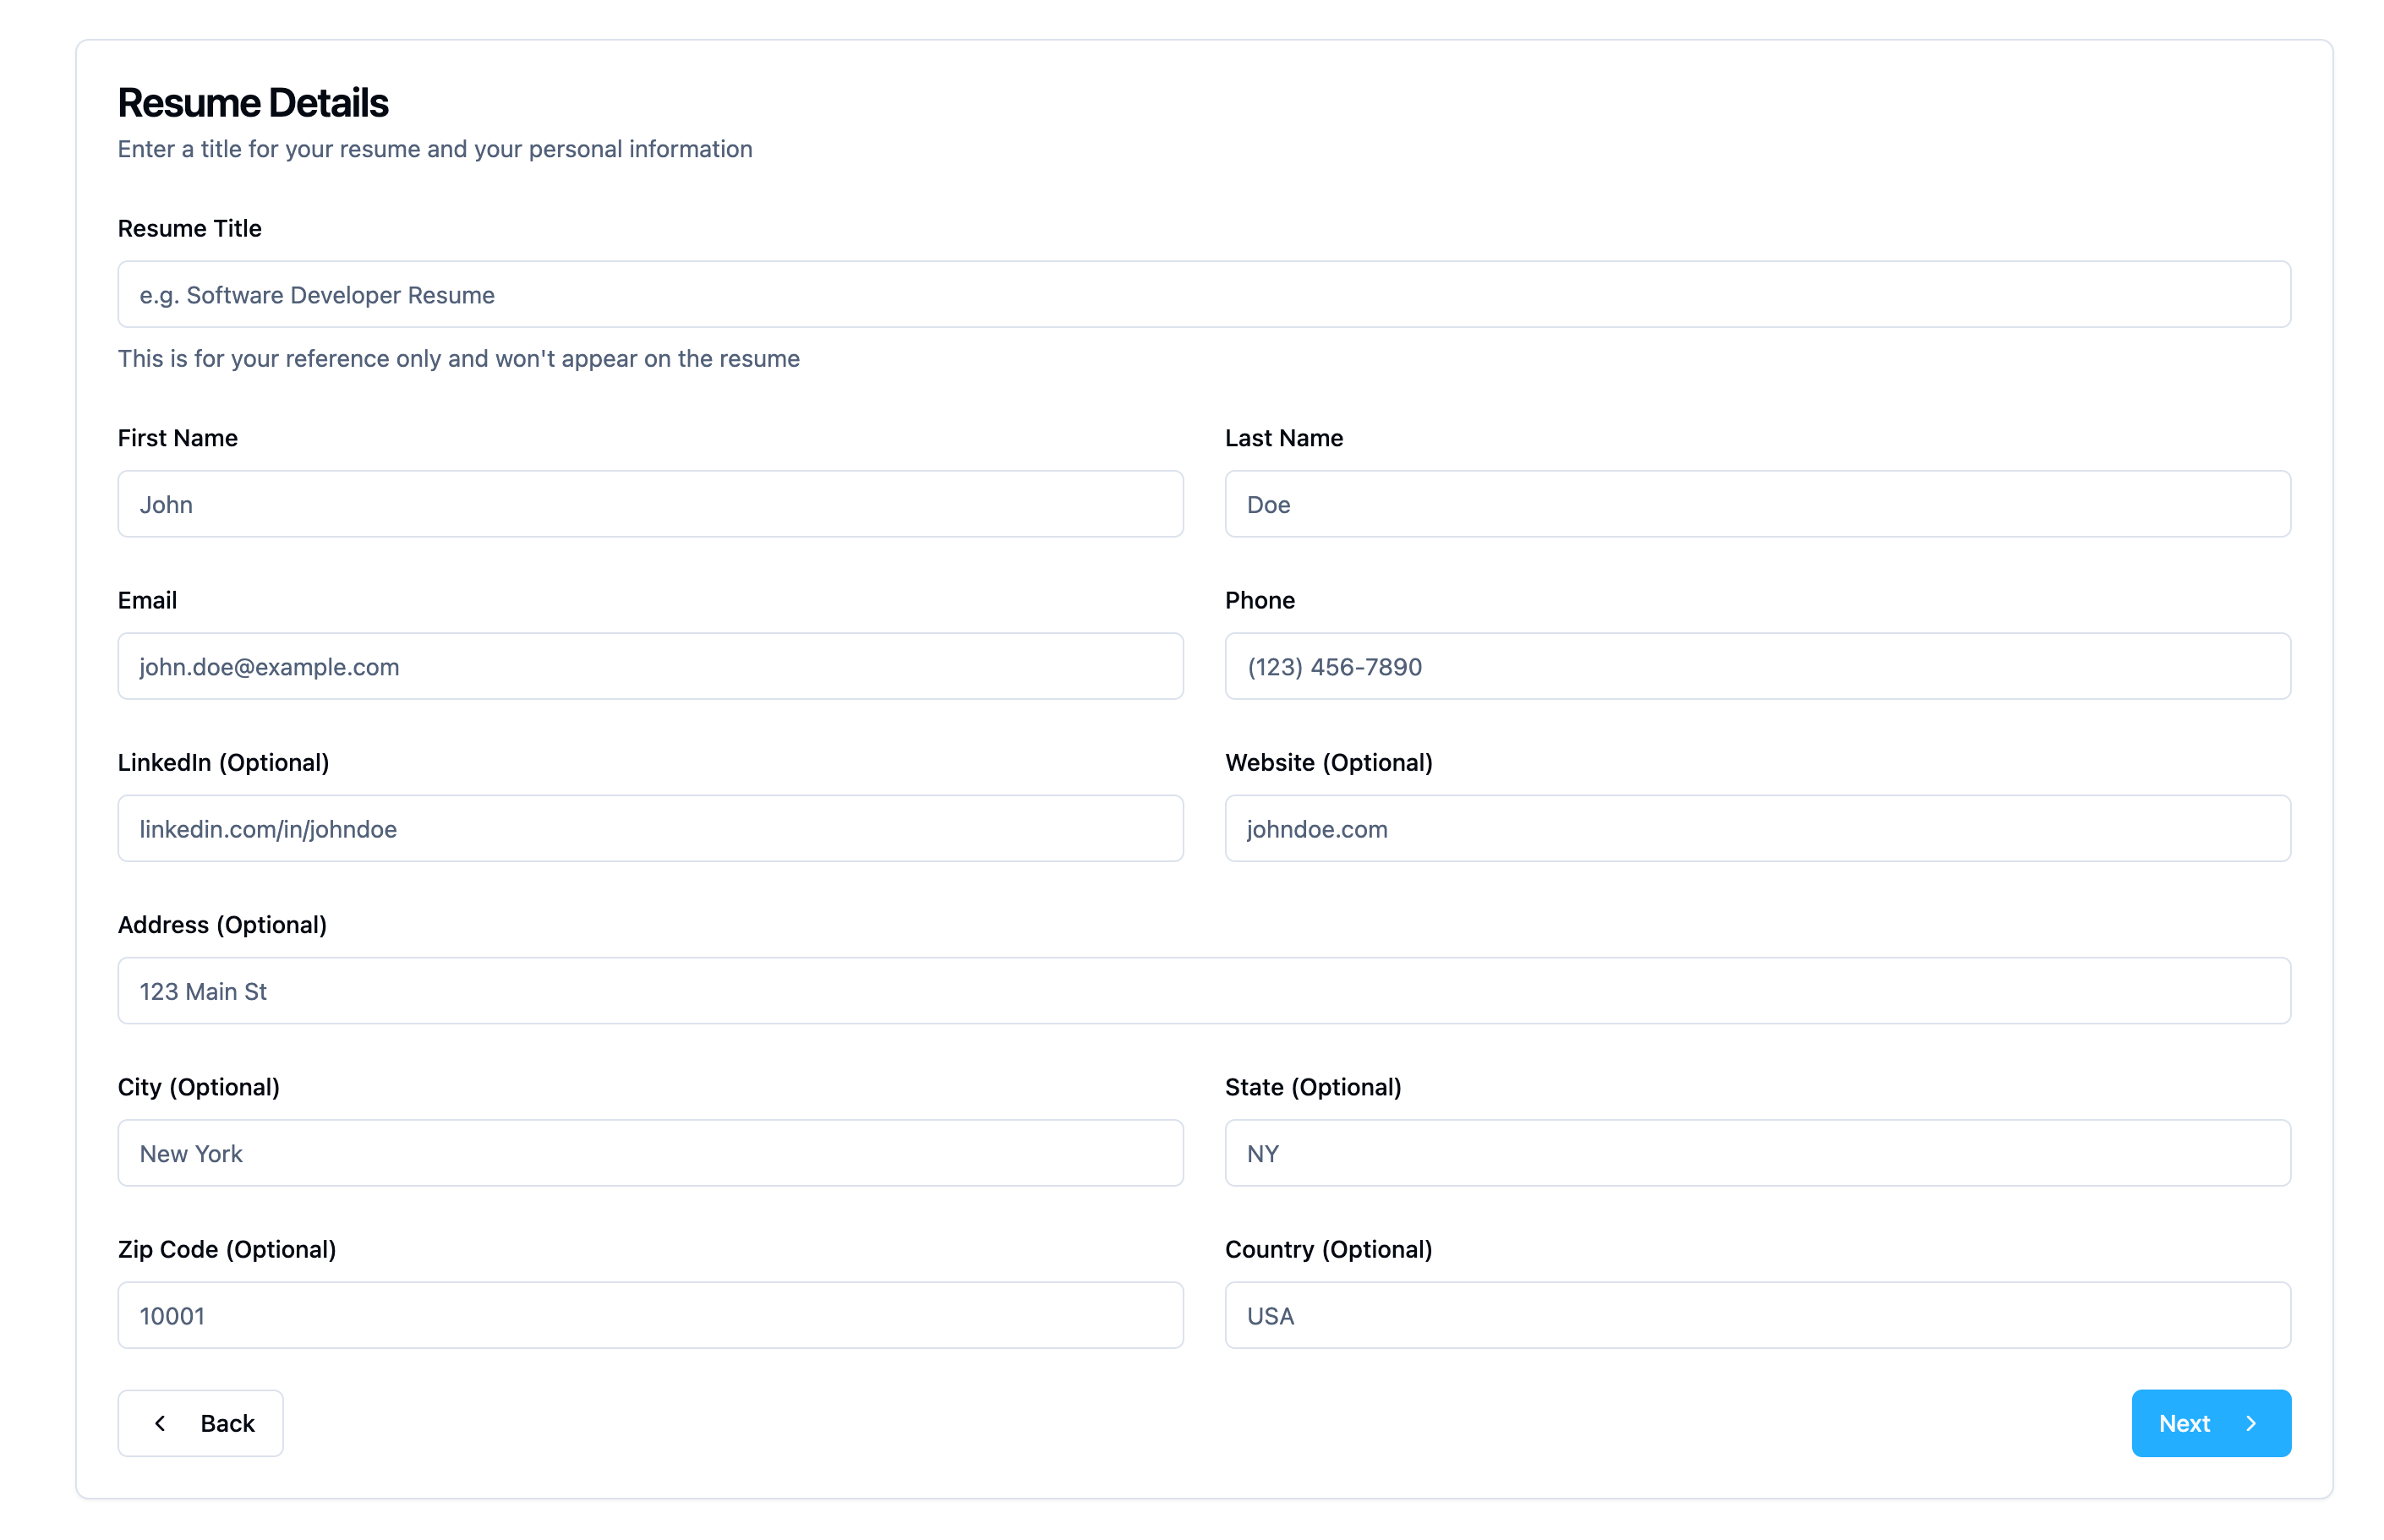 Resume Details
Enter a title for your resume and your personal information
Resume Title
e.g. Software Developer Resume
This is for your reference only and won't appear on the resume
First Name
Last Name
John
Doe
Email
Phone
john.doe@example.com
(123) 456-7890
LinkedIn (Optional)
Website (Optional)
linkedin.com/in/johndoe
johndoe.com
Address (Optional)
123 Main St
City (Optional)
State (Optional)
New York
NY
Zip Code (Optional)
Country (Optional)
10001
USA
Back
Next